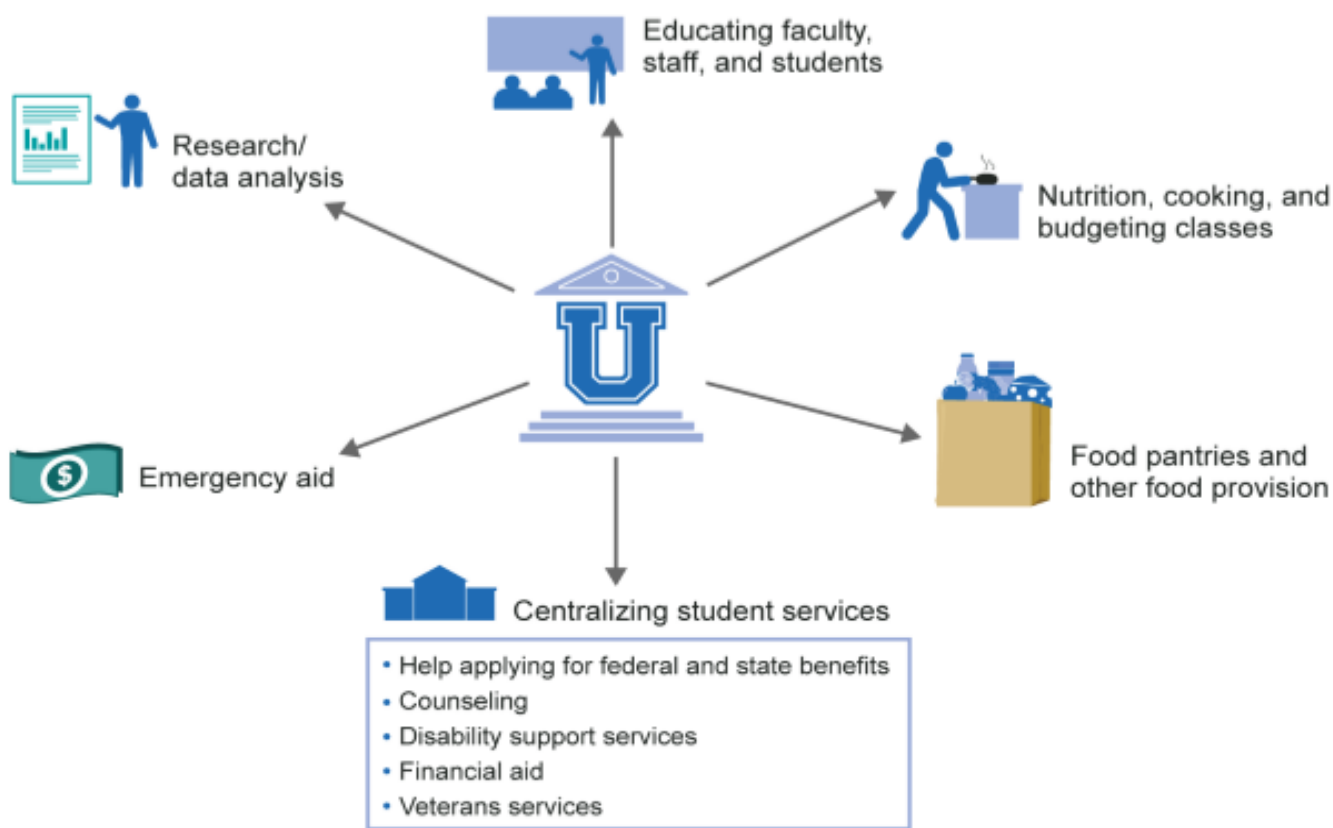 Educating faculty,
staff, and students
Research/
data analysis
Nutrition, cooking, and
budgeting classes
U
$
Emergency aid
Food pantries and
other food provision
Centralizing student services
• Help applying for federal and state benefits
• Counseling
• Disability support services
• Financial aid
• Veterans services